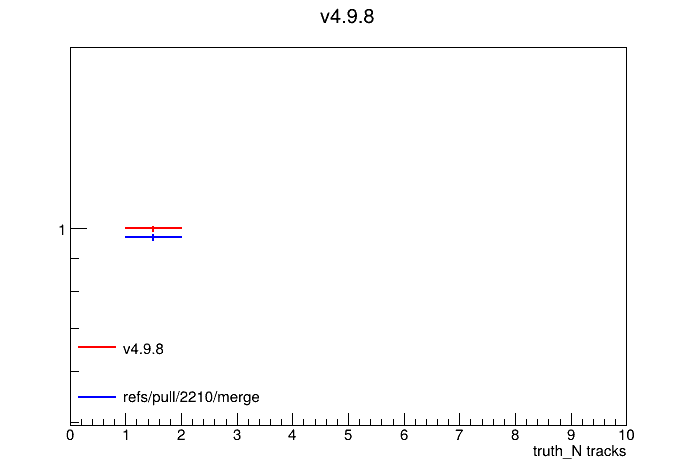 v4.9.8
1
v4.9.8
refs/pull/2210/merge
0 1 2 3 4 5 6 7 8 9 10
truth_N tracks